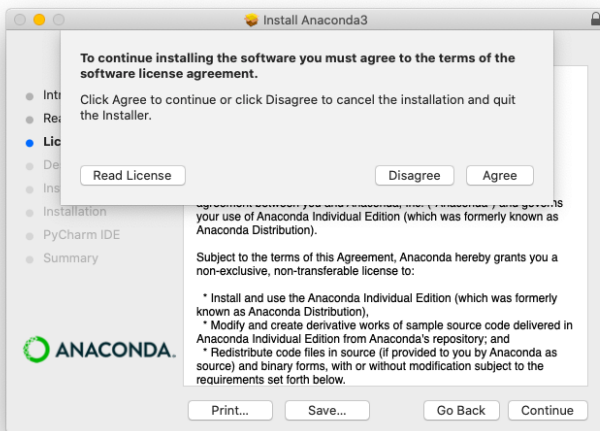 Install Anaconda3
To continue installing the software you must agree to the terms of the
software license agreement.
Click Agree to continue or click Disagree to cancel the installation and quit
the Installer.
Read License
Disagree
Agree
Lic
Installation
PyCharm IDE
Summary
ANACONDA.
your use of Anaconda Individual Edition (which was formerly known as
Anaconda Distribution).
Subject to the terms of this Agreement, Anaconda hereby grants you a
non-exclusive, non-transferable license to:
* Install and use the Anaconda Individual Edition (which was formerly
known as Anaconda Distribution),
* Modify and create derivative works of sample source code delivered in
Anaconda Individual Edition from Anaconda's repository; and
* Redistribute code files in source (if provided to you by Anaconda as
source) and binary forms, with or without modification subject to the
requirements set forth below.
Print...
Save...
Go Back
Continue